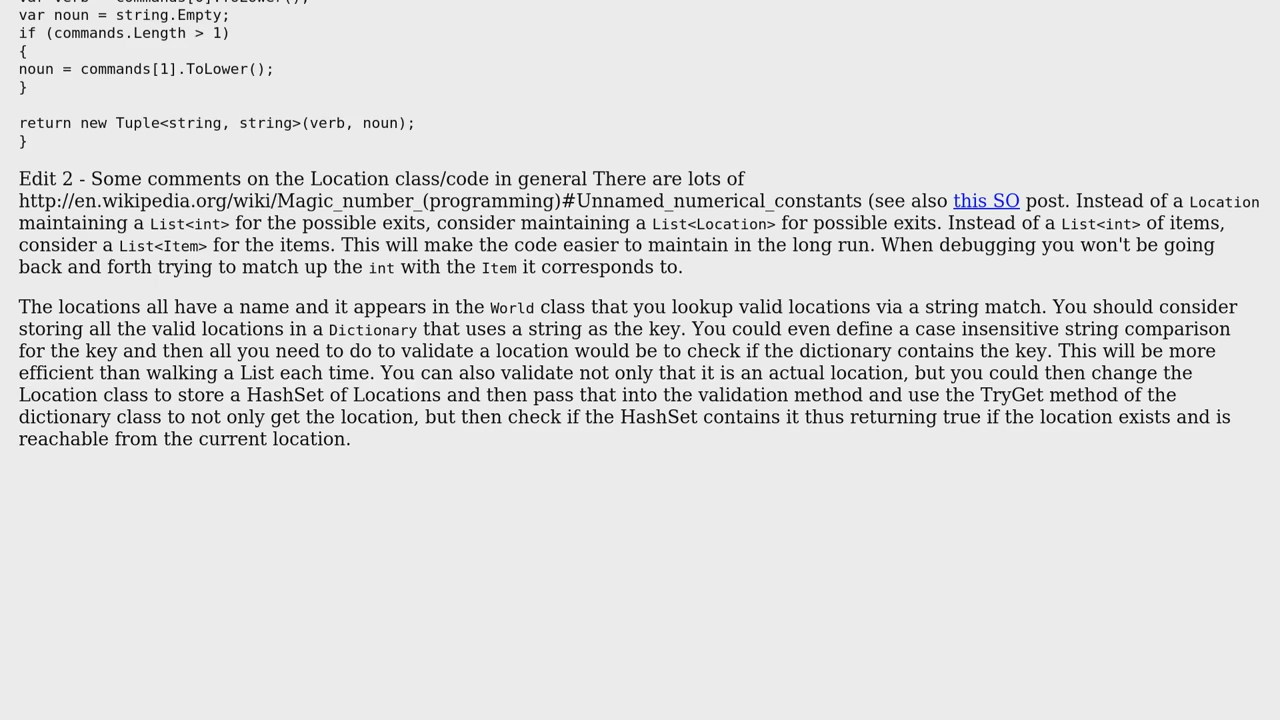 var verb = commands[0].ToLower();
var noun = string.Empty;
if (commands.Length > 1)
{
noun = commands[1].ToLower();
}
return new Tuple<string, string>(verb, noun);
}
Edit 2 - Some comments on the Location class/code in general There are lots of
http://en.wikipedia.org/wiki/Magic_number_(programming)#Unnamed_numerical_constants (see also this SO post. Instead of a Location
maintaining a List<int> for the possible exits, consider maintaining a List<Location> for possible exits. Instead of a List<int> of items,
consider a List<Item> for the items. This will make the code easier to maintain in the long run. When debugging you won't be going
back and forth trying to match up the int with the Item it corresponds to.
The locations all have a name and it appears in the World class that you lookup valid locations via a string match. You should consider
storing all the valid locations in a Dictionary that uses a string as the key. You could even define a case insensitive string comparison
for the key and then all you need to do to validate a location would be to check if the dictionary contains the key. This will be more
efficient than walking a List each time. You can also validate not only that it is an actual location, but you could then change the
Location class to store a HashSet of Locations and then pass that into the validation method and use the TryGet method of the
dictionary class to not only get the location, but then check if the HashSet contains it thus returning true if the location exists and is
reachable from the current location.